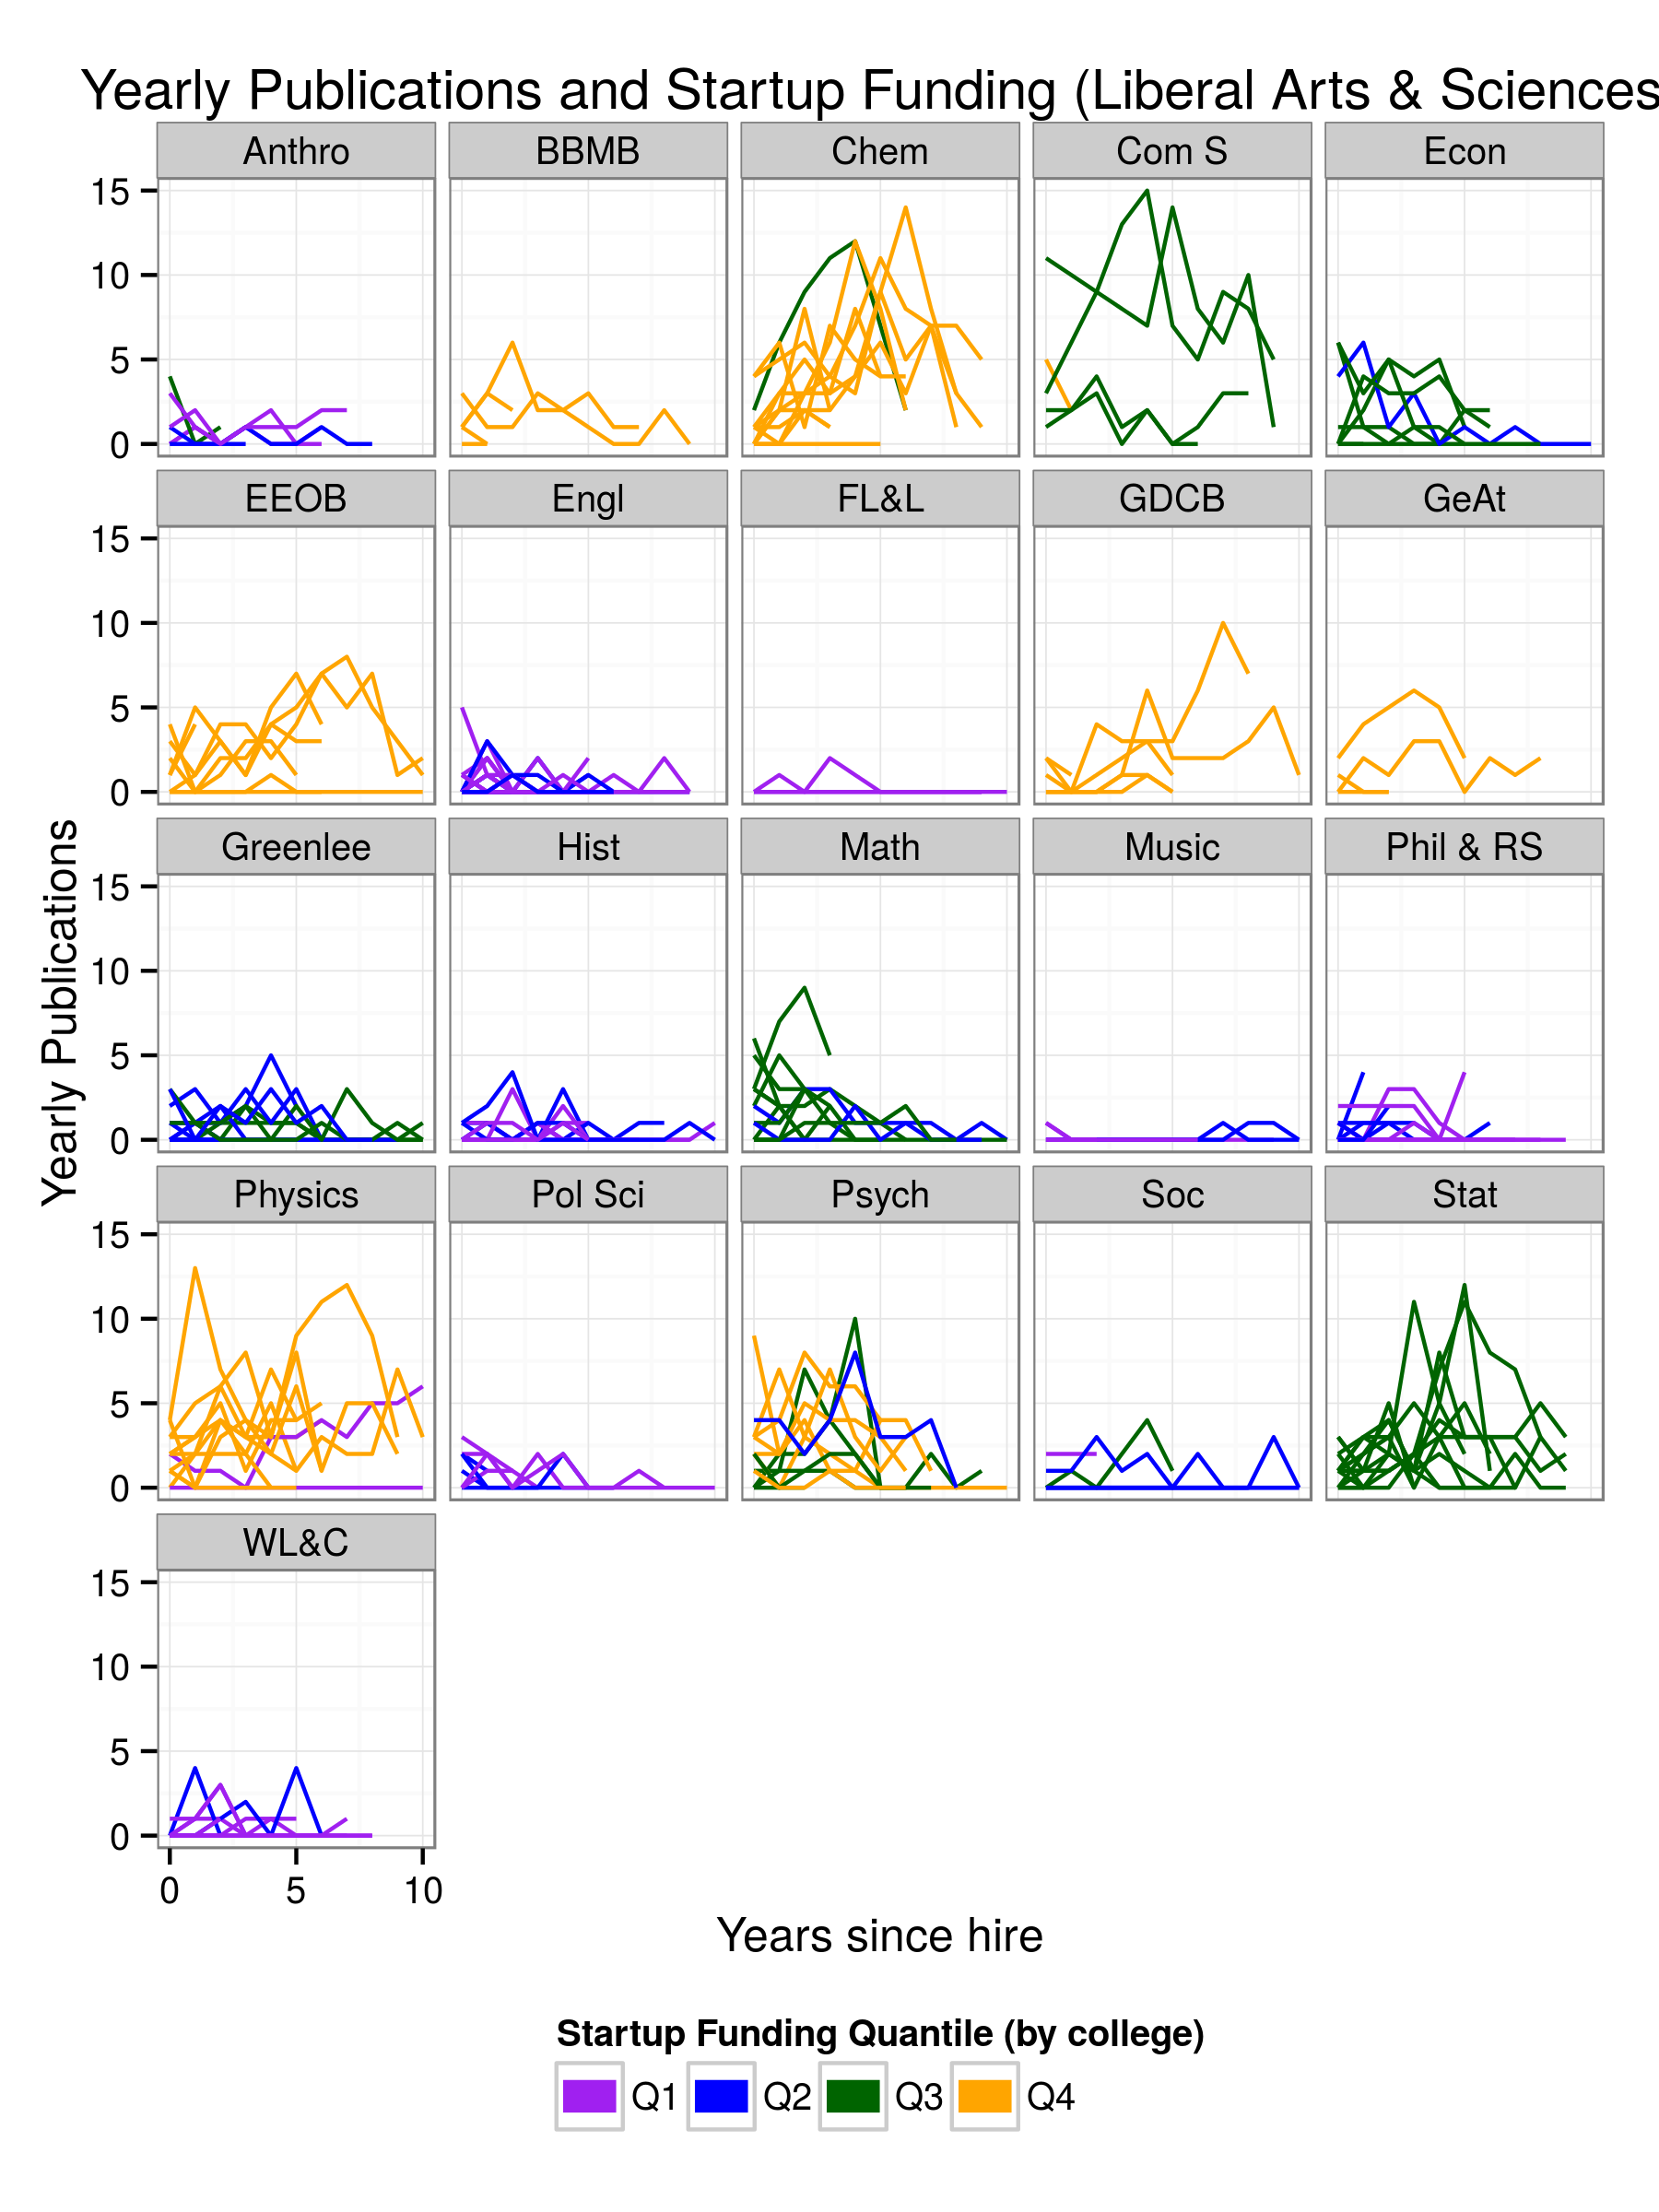 Yearly Publications and Startup Funding (Liberal Arts & Sciences
Anthro BBMB Chem Com S Econ
15
10
5
0
EEOB Engl FL&L GDCB GeAt
15
10
5
0
Greenlee Hist Math Music Phil & RS
15
10
5
0
Physics Pol Sci Psych Soc Stat
15
10
5
0
WL&C
15
10
5
0
0 5 10
Yearly Publications
Years since hire
Startup Funding Quantile (by college)
Q1 Q2 Q3 Q4